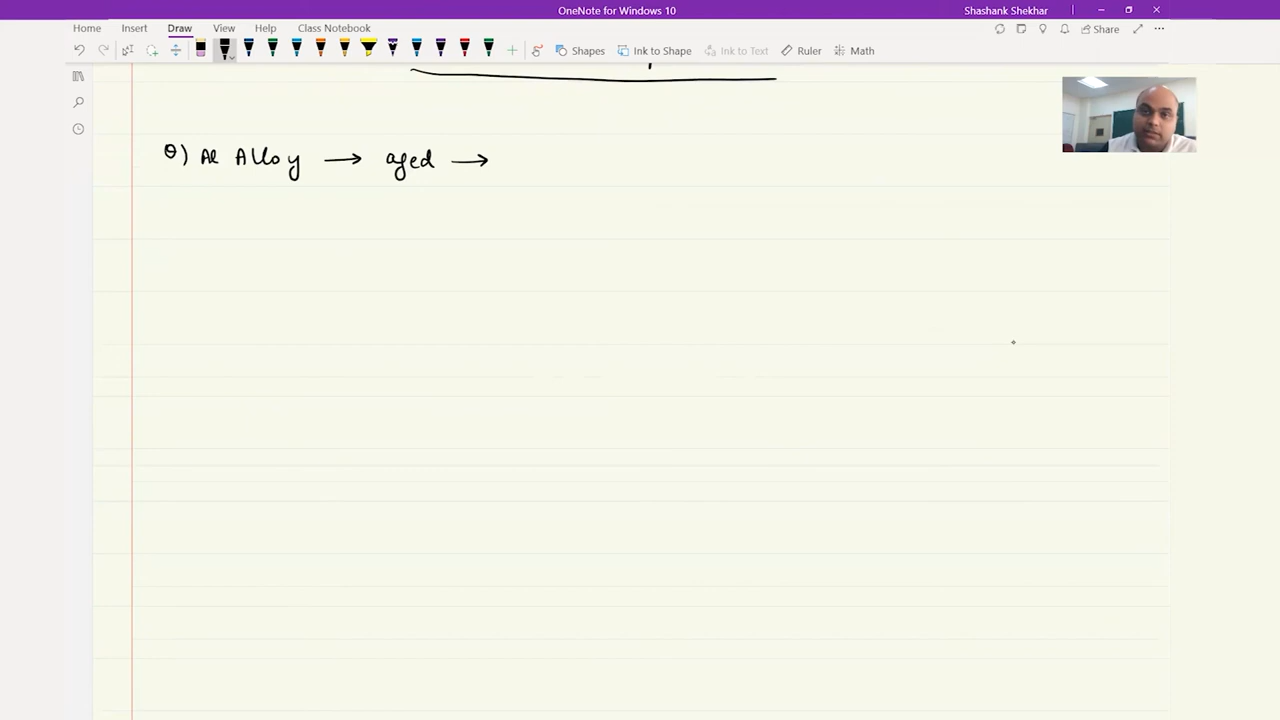 OneNote for Windows 10
Shashank Shekhar
Home Insert Draw View Help Class Notebook
Share
Shapes Ink to Shape Ink to Text Ruler Math
Q) Al Alloy → aged →